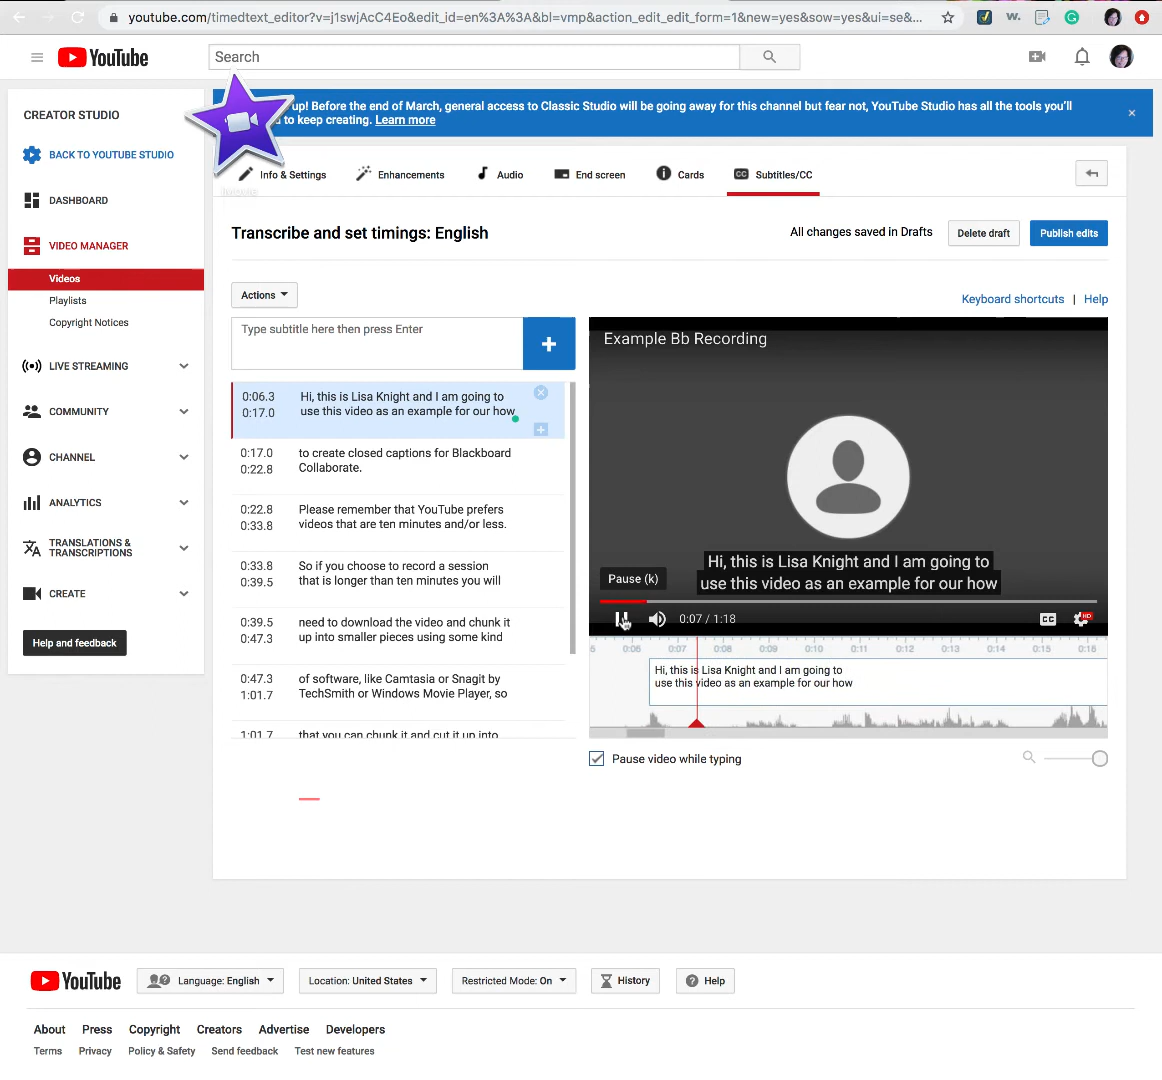 youtube.com/timedtext_editor?v=j1swjAcC4Eo&edit_id=en%3A%3A&bl=vmp&action_edit_edit_form=1&new=yes&sow=yes&ui=se&...
W.
YouTube
Search
up! Before the end of March, general access to Classic Studio will be going away for this channel but fear not, YouTube Studio has all the tools you'll
to keep creating. Learn more
CREATOR STUDIO
BACK TO YOUTUBE STUDIO
DASHBOARD
VIDEO MANAGER
Videos
Playlists
Copyright Notices
LIVE STREAMING
COMMUNITY
CHANNEL
ANALYTICS
TRANSLATIONS &
TRANSCRIPTIONS
CREATE
Help and feedback
Info & Settings
Enhancements
Audio
End screen
Cards
CC Subtitles/CC
Transcribe and set timings: English
All changes saved in Drafts
Delete draft
Publish edits
Actions
Keyboard shortcuts | Help
Type subtitle here then press Enter
+
0:06.3 Hi, this is Lisa Knight and I am going to
0:17.0 use this video as an example for our how
0:17.0 to create closed captions for Blackboard
0:22.8 Collaborate.
0:22.8 Please remember that YouTube prefers
0:33.8 videos that are ten minutes and/or less.
0:33.8 So if you choose to record a session
0:39.5 that is longer than ten minutes you will
0:39.5 need to download the video and chunk it
0:47.3 up into smaller pieces using some kind
0:47.3 of software, like Camtasia or Snagit by
1:01.7 TechSmith or Windows Movie Player, so
1:01.7 that you can chunk it and cut it up into
Example Bb Recording
Hi, this is Lisa Knight and I am going to
use this video as an example for our how
Pause (k)
0:07 / 1:18
CC
HD
5 0:06 0:07 0:08 0:09 0:10 0:11 0:12 0:13 0:14 0:15 0:16
Hi, this is Lisa Knight and I am going to
use this video as an example for our how
Pause video while typing
YouTube
Language: English
Location: United States
Restricted Mode: On
History
Help
About Press Copyright Creators Advertise Developers
Terms Privacy Policy & Safety Send feedback Test new features